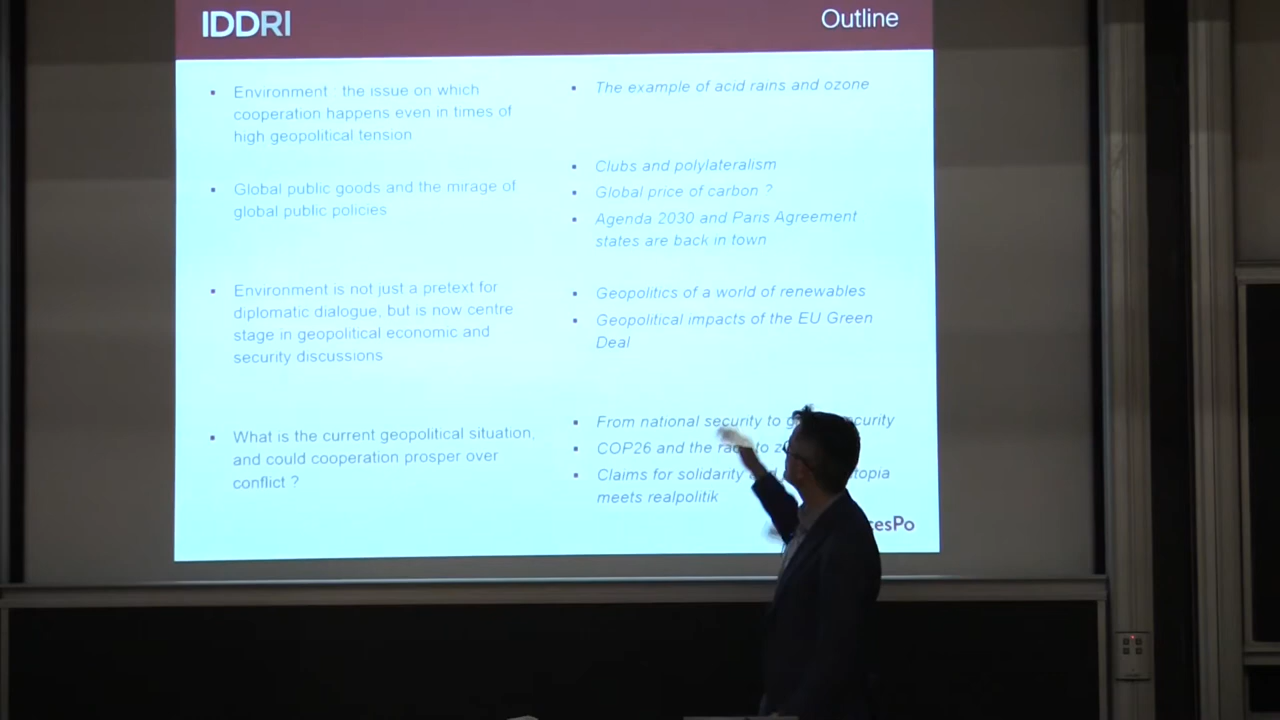 IDDRI
Outline
Environment : the issue on which
cooperation happens even in times of
high geopolitical tension
Global public goods and the mirage of
global public policies
Environment is not just a pretext for
diplomatic dialogue, but is now centre
stage in geopolitical economic and
security discussions
What is the current geopolitical situation,
and could cooperation prosper over
conflict ?
The example of acid rains and ozone
Clubs and polylateralism
Global price of carbon ?
Agenda 2030 and Paris Agreement
states are back in town
Geopolitics of a world of renewables
Geopolitical impacts of the EU Green
Deal
From national security to
COP26 and the to
Claims for solidarity
meets realpolitik